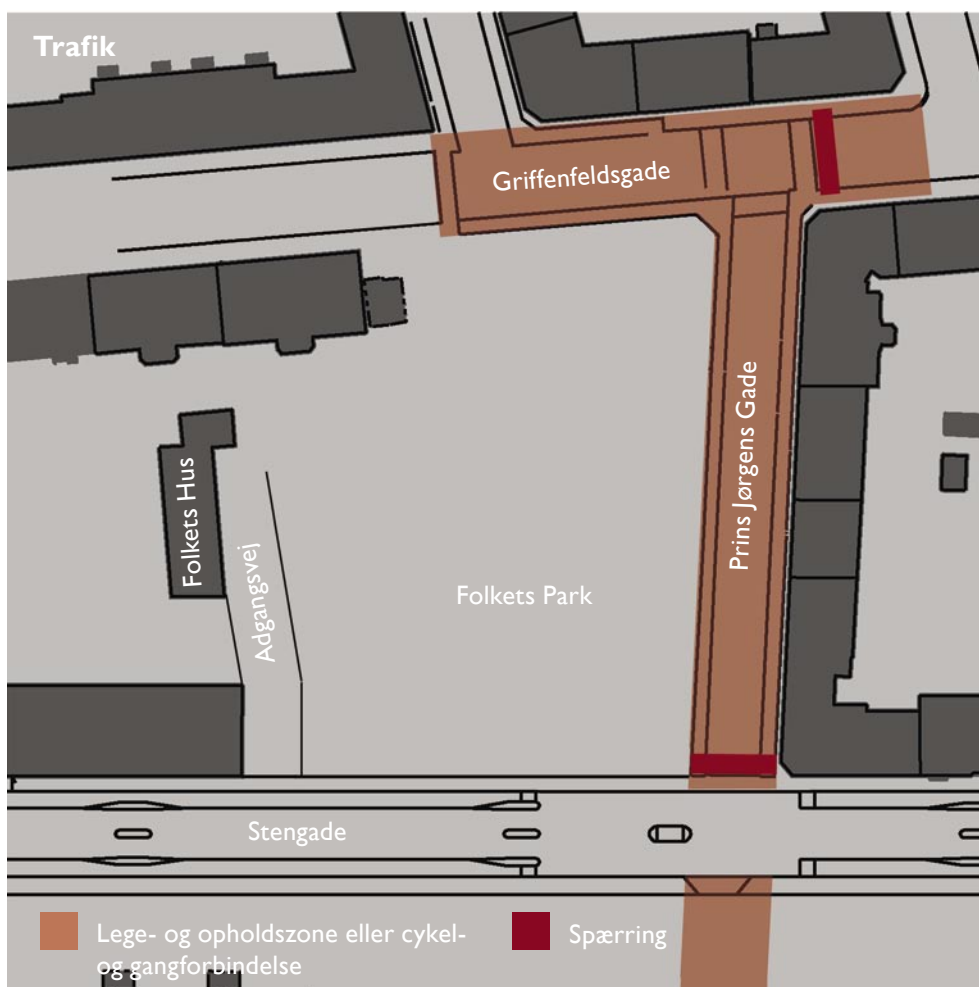 Trafik
Griffenfeldsgade
Prins Jørgens Gade
Folkets Hus
Adgangsvej
Folkets Park
Stengade
Lege- og opholdszone eller cykel-
og gangforbindelse
Spærring